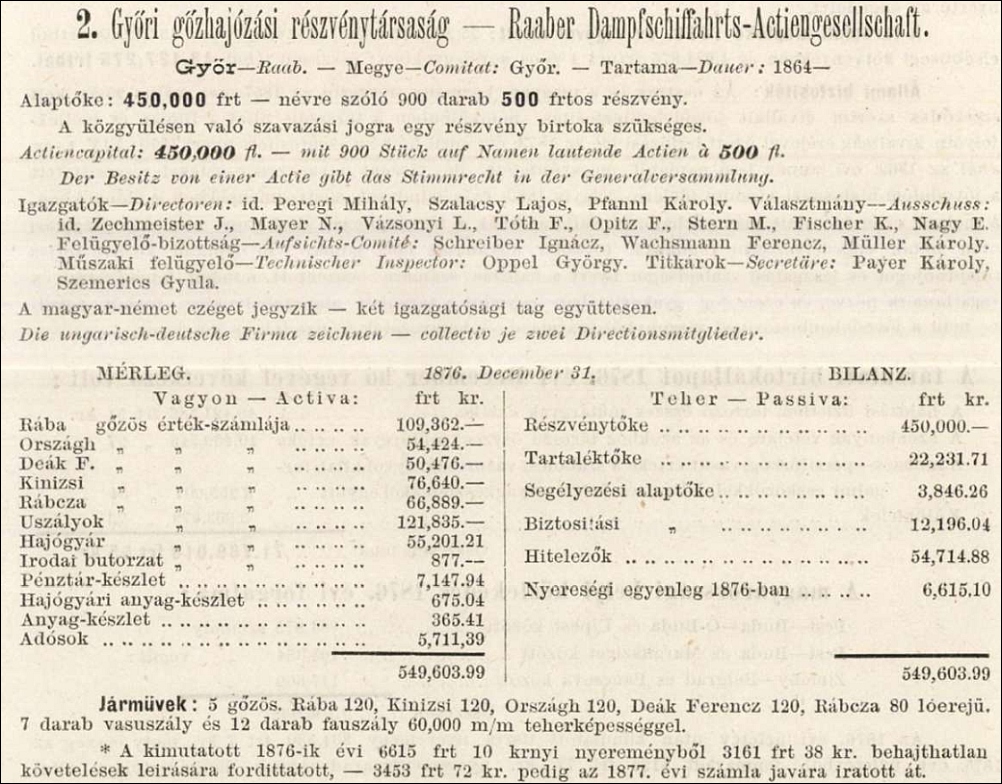 2. Győri gőzhajózási részvénytársaság — Raaber Dampfschiffahrts-Actiengesellschaft.
Győr—Raab. — Megye—Comitat: Győr. — Tartama—Dauer: 1864—
Alaptőke: 450,000 frt — névre szóló 900 darab 500 frtos részvény.
A közgyűlésen való szavazási jogra egy részvény birtoka szükséges.
Actiencapital: 450,000 fl. — mit 900 Stück auf Namen lautende Actien à 500 fl.
Der Besitz von einer Actie gibt das Stimmrecht in der Generalversammlung.
Igazgatók—Directoren: id. Peregi Mihály, Szalacsy Lajos, Pfannl Károly. Választmány—Ausschuss:
id. Zechmeister J., Mayer N., Vázsonyi L., Tóth F., Opitz F., Stern M., Fischer K., Nagy E.
Felügyelő-bizottság—Aufsichts-Comité: Schreiber Ignácz, Wachsmann Ferencz, Müller Károly.
Műszaki felügyelő—Technischer Inspector: Oppel György. Titkárok—Secretäre: Payer Károly,
Szemerics Gyula.
A magyar-német czéget jegyzik — két igazgatósági tag együttesen.
Die ungarisch-deutsche Firma zeichnen — collectiv je zwei Directionsmitglieder.
MÉRLEG. 1876. December 31. BILANZ.
Vagyon — Activa: frt kr. Teher — Passiva: frt kr.
Rába gőzös érték-számlája .. .. .. .. 109,362.—
Országh „ „ „ .. .. .. .. 54,424.—
Deák F. „ „ „ .. .. .. .. 50,476.—
Kinizsi „ „ „ .. .. .. .. 76,640.—
Rábcza „ „ „ .. .. .. .. 66,889.—
Uszályok „ „ .. .. .. .. 121,835.—
Hajógyár „ „ .. .. .. .. 55,201.21
Irodai butorzat „ „ .. .. .. .. 877.—
Pénztár-készlet .. .. .. .. .. .. 7,147.94
Hajógyári anyag-készlet .. .. .. .. 675.04
Anyag-készlet .. .. .. .. .. .. 365.41
Adósok .. .. .. .. .. .. 5,711,39
549,603.99
Részvénytőke .. .. .. .. .. .. 450,000.—
Tartaléktőke .. .. .. .. .. .. 22,231.71
Segélyezési alaptőke .. .. .. .. .. 3,846.26
Biztositási „ .. .. .. .. .. 12,196.04
Hitelezők .. .. .. .. .. .. 54,714.88
Nyereségi egyenleg 1876-ban .. .. .. 6,615,10
549,603.99
Járművek: 5 gőzös. Rába 120, Kinizsi 120, Országh 120, Deák Ferencz 120, Rábcza 80 lóerejű.
7 darab vasuszály és 12 darab fauszály 60,000 m/m teherképességgel.
* A kimutatott 1876-ik évi 6615 frt 10 krnyi nyereményből 3161 frt 38 kr. behajthatlan
követelések leirására fordittatott, — 3453 frt 72 kr. pedig az 1877. évi számla javára iratott át.